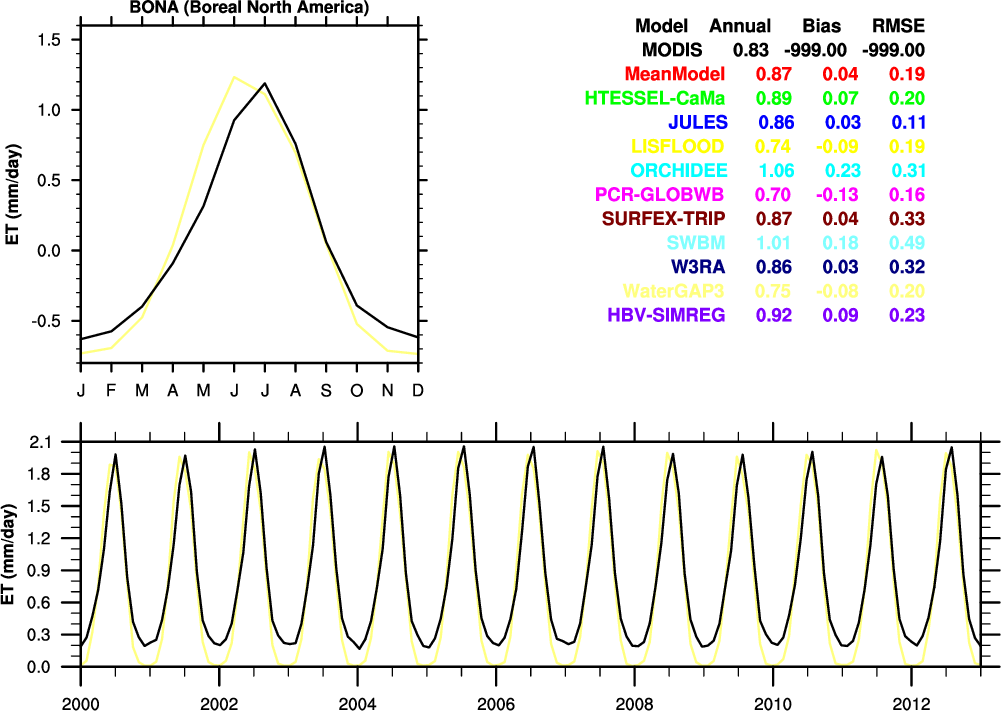 BONA (Boreal North America)
1.5
1.0
0.5
0.0
-0.5
ET (mm/day)
J F M A M J J A S O N D
Model Annual Bias RMSE
MODIS 0.83 -999.00 -999.00
MeanModel 0.87 0.04 0.19
HTESSEL-CaMa 0.89 0.07 0.20
JULES 0.86 0.03 0.11
LISFLOOD 0.74 -0.09 0.19
ORCHIDEE 1.06 0.23 0.31
PCR-GLOBWB 0.70 -0.13 0.16
SURFEX-TRIP 0.87 0.04 0.33
SWBM 1.01 0.18 0.49
W3RA 0.86 0.03 0.32
WaterGAP3 0.75 -0.08 0.20
HBV-SIMREG 0.92 0.09 0.23
2.1
1.8
1.5
1.2
0.9
0.6
0.3
0.0
ET (mm/day)
2000 2002 2004 2006 2008 2010 2012